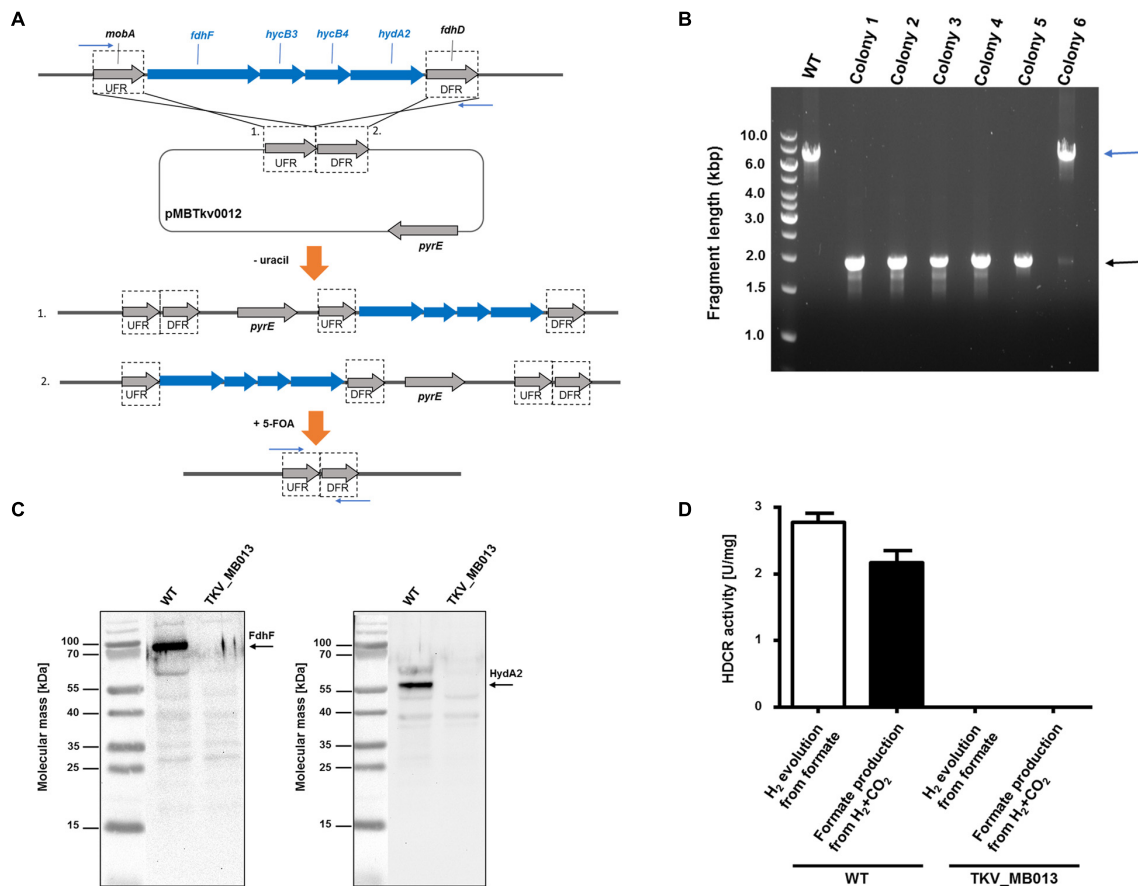 A
mobA
fdhF
hycB3
hycB4
hydA2
fdhD
UFR
DFR
1.
2.
UFR
DFR
pMBTkv0012
pyrE
- uracil
1.
UFR
DFR
pyrE
UFR
DFR
2.
UFR
DFR
pyrE
UFR
DFR
+ 5-FOA
UFR
DFR
B
WT
Colony 1
Colony 2
Colony 3
Colony 4
Colony 5
Colony 6
Fragment length (kbp)
10.0
6.0
4.0
3.0
2.0
1.5
1.0
C
WT
TKV_MB013
Molecular mass [kDa]
100
70
55
40
35
25
15
FdhF
WT
TKV_MB013
Molecular mass [kDa]
100
70
55
40
35
25
15
HydA2
D
HDCR activity [U/mg]
3
2
1
0
H₂ evolution
from formate
Formate production
from H₂+CO₂
H₂ evolution
from formate
Formate production
from H₂+CO₂
WT
TKV_MB013